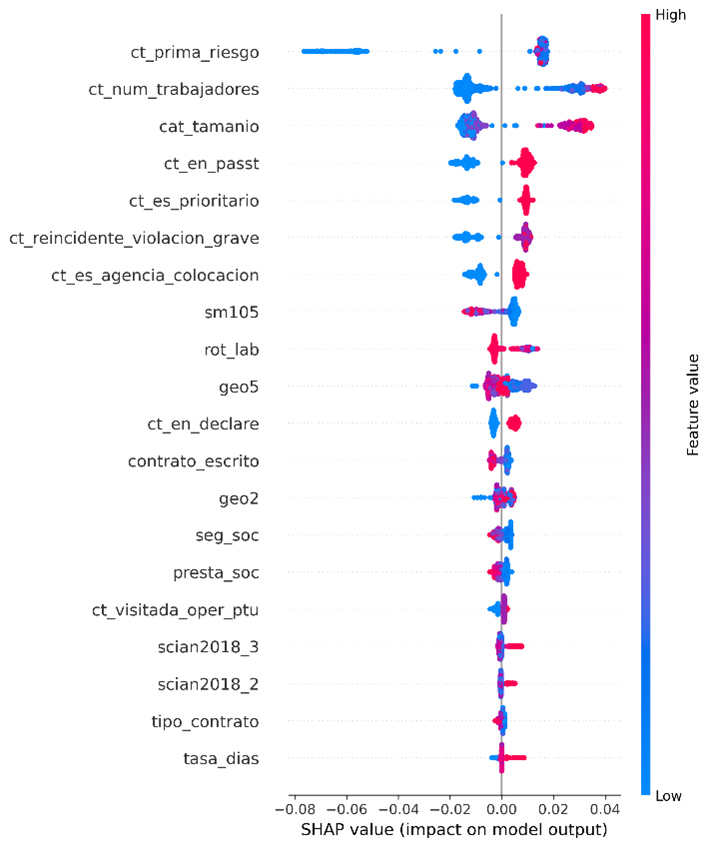 High
ct_prima_riesgo
ct_num_trabajadores
cat_tamanio
ct_en_passt
ct_es_prioritario
ct_reincidente_violacion_grave
ct_es_agencia_colocacion
sm105
rot_lab
geo5
ct_en_declare
contrato_escrito
geo2
seg_soc
presta_soc
ct_visitada_oper_ptu
scian2018_3
scian2018_2
tipo_contrato
tasa_dias
Feature value
Low
−0.08 −0.06 −0.04 −0.02 0.00 0.02 0.04
SHAP value (impact on model output)